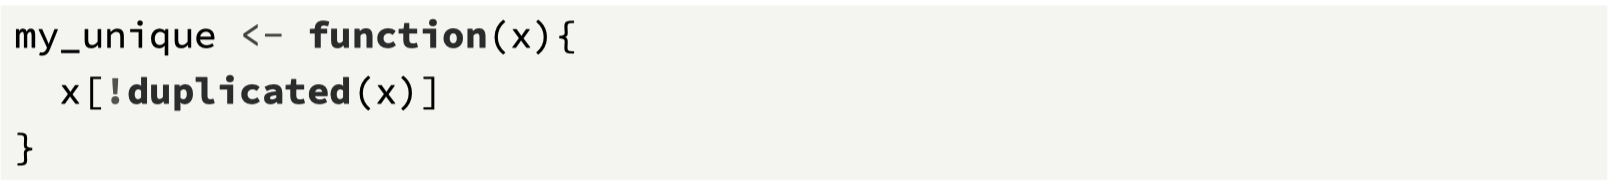 my_unique <- function(x){
  x[!duplicated(x)]
}